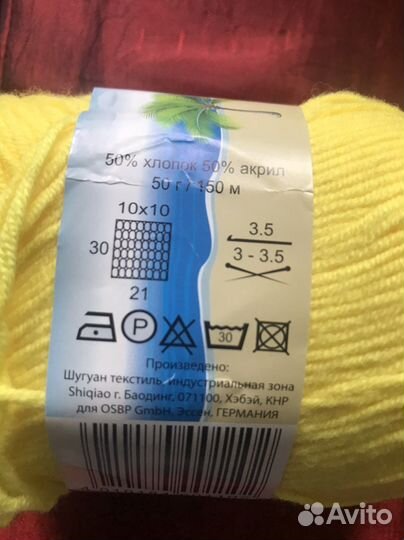 50% хлопок 50% акрил
50 г / 150 м
10x10
30
21
3.5
3 - 3.5
P
30
Произведено:
Шугуан текстиль, индустриальная зона
Shiqiao г. Баодинг, 071100, Хэбэй, КНР
для OSBP GmbH, Эссен, ГЕРМАНИЯ
Avito